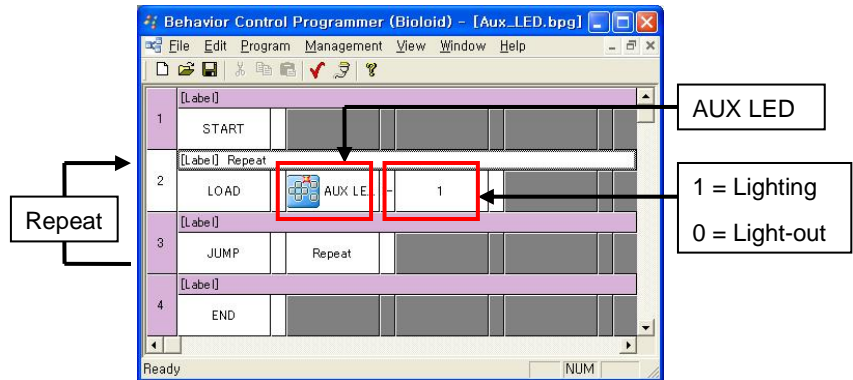 Behavior Control Programmer (Bioloid) - [Aux_LED.bpg]
File Edit Program Management View Window Help
[Label]
1
START
[Label] Repeat
2
LOAD AUX LE... - 1
[Label]
3
JUMP Repeat
[Label]
4
END
Ready NUM
Repeat
AUX LED
1 = Lighting
0 = Light-out